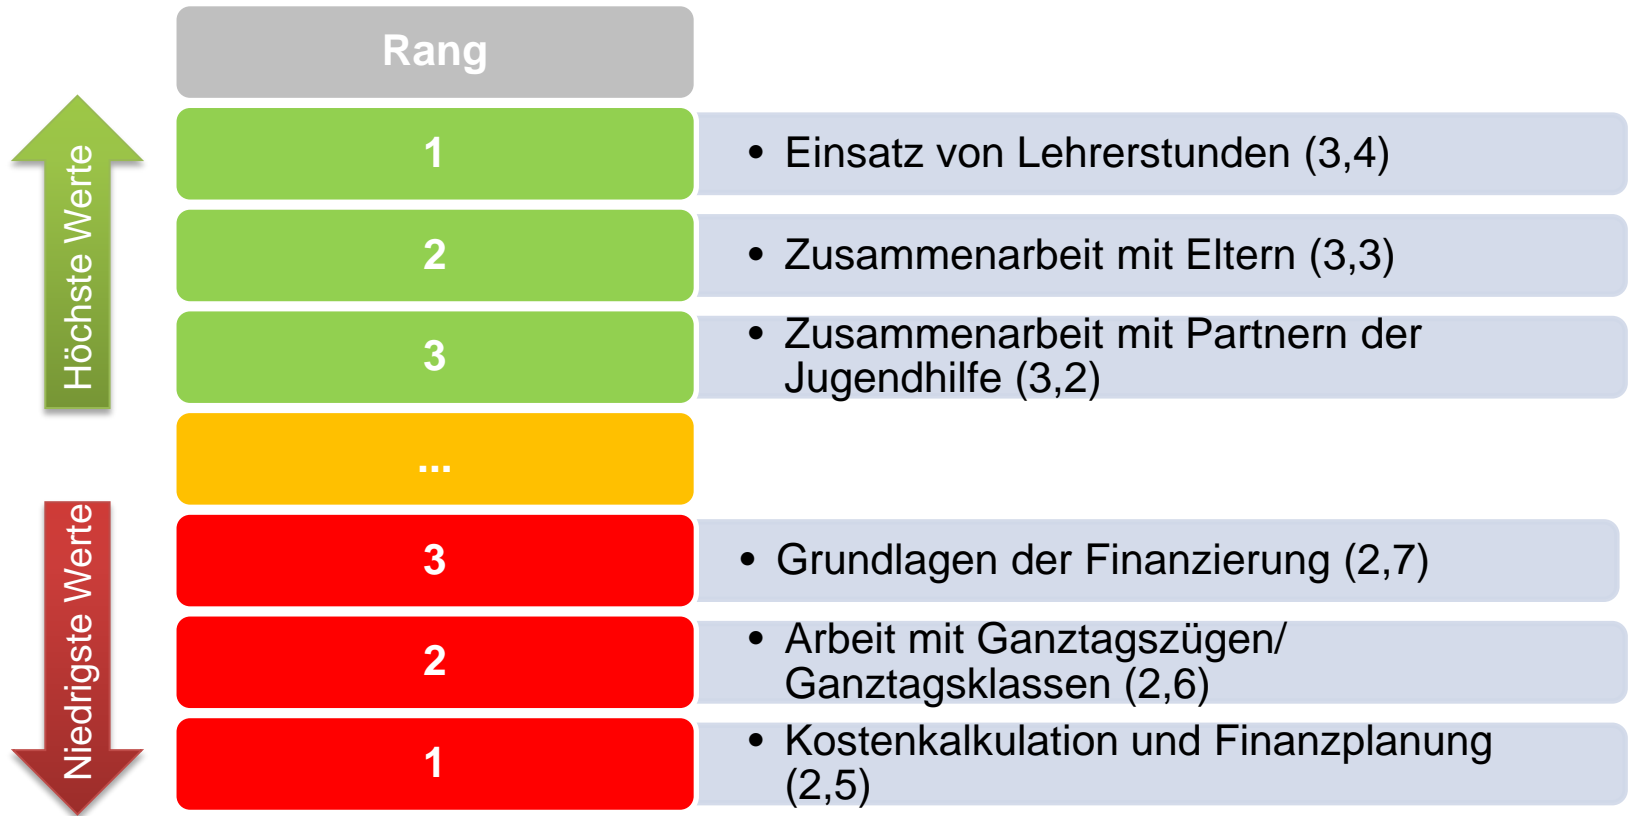 Rang
Höchste Werte
1
• Einsatz von Lehrerstunden (3,4)
2
• Zusammenarbeit mit Eltern (3,3)
3
• Zusammenarbeit mit Partnern der
Jugendhilfe (3,2)
...
Niedrigste Werte
3
• Grundlagen der Finanzierung (2,7)
2
• Arbeit mit Ganztagszügen/
Ganztagsklassen (2,6)
1
• Kostenkalkulation und Finanzplanung
(2,5)